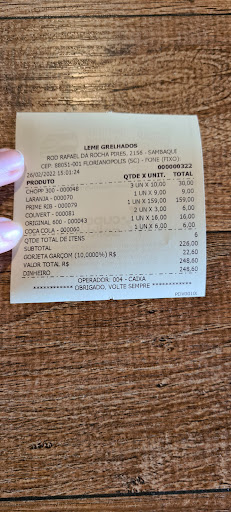 LEME GRELHADOS
ROD RAFAEL DA ROCHA PIRES, 2158 - SAMBAQUI
CEP: 88051-001 FLORIANOPOLIS (SC) - FONE (FIXO):
000000322
26/02/2022 15:01:24
PRODUTO QTDE X UNIT. TOTAL
CHOPP 300 - 000048 3 UN X 10,00 30,00
LARANJA - 000070 1 UN X 9,00 9,00
PRIME RIB - 000079 1 UN X 159,00 159,00
COUVERT - 000081 2 UN X 3,00 6,00
ORIGINAL 600 - 000043 1 UN X 16,00 16,00
COCA COLA - 000060 1 UN X 6,00 6,00
QTDE TOTAL DE ITENS 6
SUBTOTAL 226,00
GORJETA GARÇOM (10,0000%) R$ 22,60
VALOR TOTAL R$ 248,60
DINHEIRO 248,60
OPERADOR: 004 - CAIXA
************ OBRIGADO, VOLTE SEMPRE ************